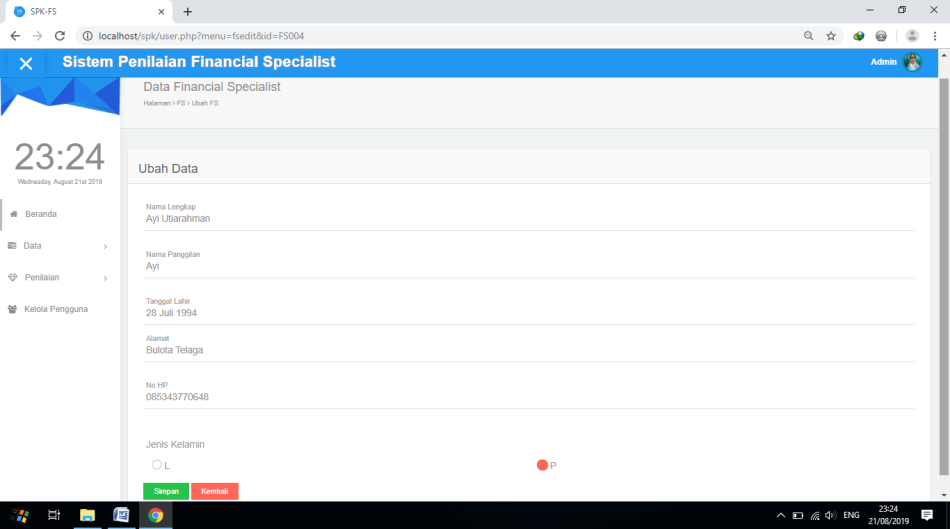 SPK-FS
localhost/spk/user.php?menu=fsedit&id=FS004
Sistem Penilaian Financial Specialist
Admin
Data Financial Specialist
Halaman > FS > Ubah FS
23:24
Wednesday, August 21st 2019
Beranda
Data
Penilaian
Kelola Pengguna
Ubah Data
Nama Lengkap
Ayi Utiarahman
Nama Panggilan
Ayi
Tanggal Lahir
28 Juli 1994
Alamat
Bulota Telaga
No HP
085343770648
Jenis Kelamin
L
P
Simpan
Kembali
ENG
23:24
21/08/2019